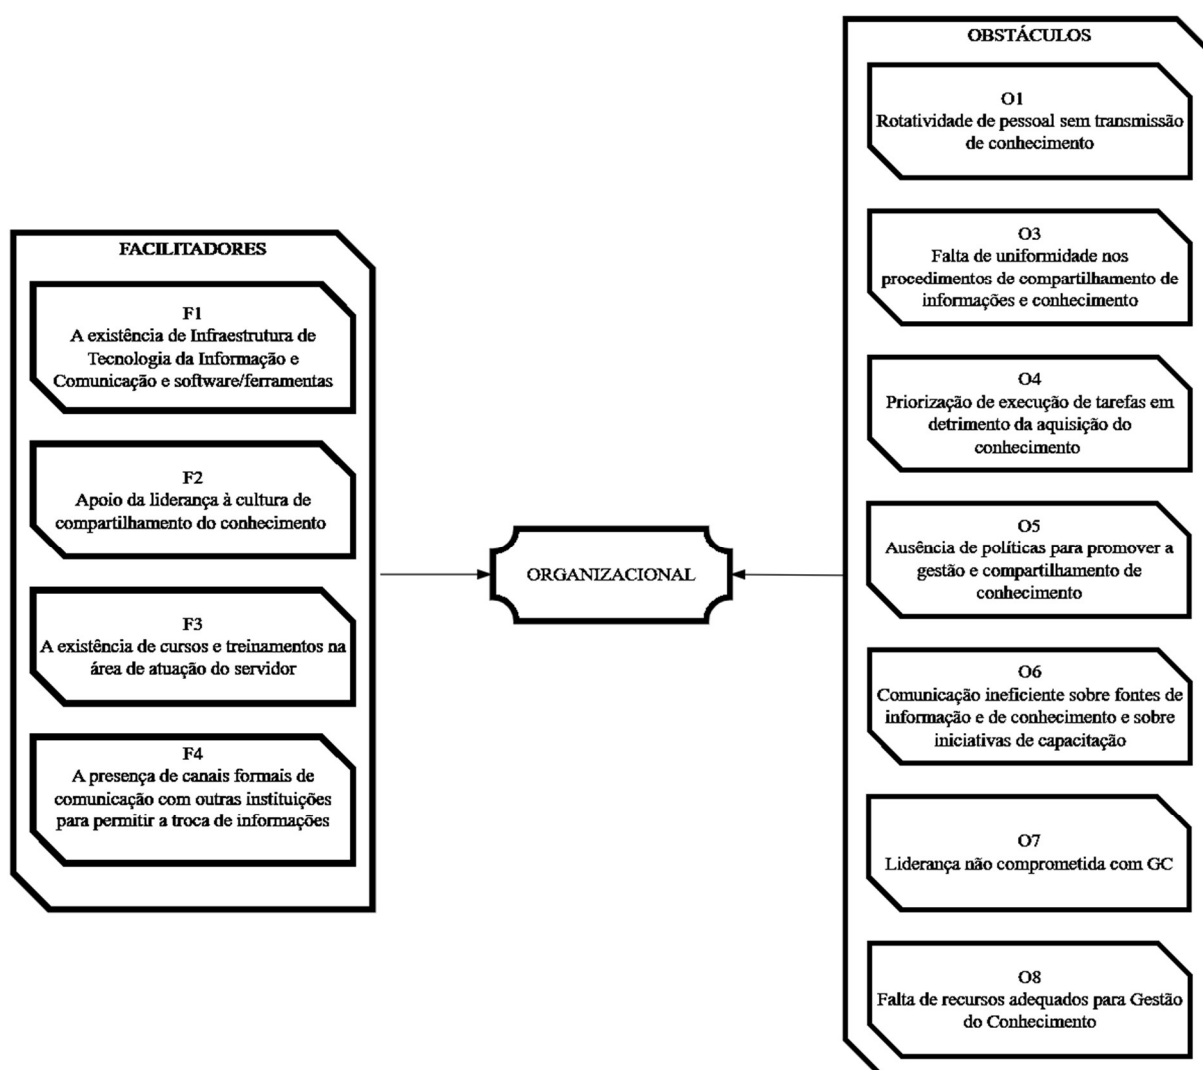 FACILITADORES
F1
A existência de Infraestrutura de
Tecnologia da Informação e
Comunicação e software/ferramentas
F2
Apoio da liderança à cultura de
compartilhamento do conhecimento
F3
A existência de cursos e treinamentos na
área de atuação do servidor
F4
A presença de canais formais de
comunicação com outras instituições
para permitir a troca de informações
ORGANIZACIONAL
OBSTÁCULOS
O1
Rotatividade de pessoal sem transmissão
de conhecimento
O3
Falta de uniformidade nos
procedimentos de compartilhamento de
informações e conhecimento
O4
Priorização de execução de tarefas em
detrimento da aquisição do
conhecimento
O5
Ausência de políticas para promover a
gestão e compartilhamento de
conhecimento
O6
Comunicação ineficiente sobre fontes de
informação e de conhecimento e sobre
iniciativas de capacitação
O7
Liderança não comprometida com GC
O8
Falta de recursos adequados para Gestão
do Conhecimento